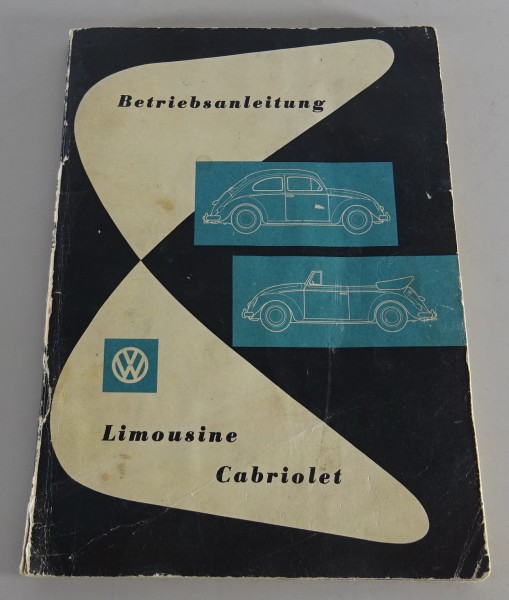 Betriebsanleitung
VW
Limousine
Cabriolet